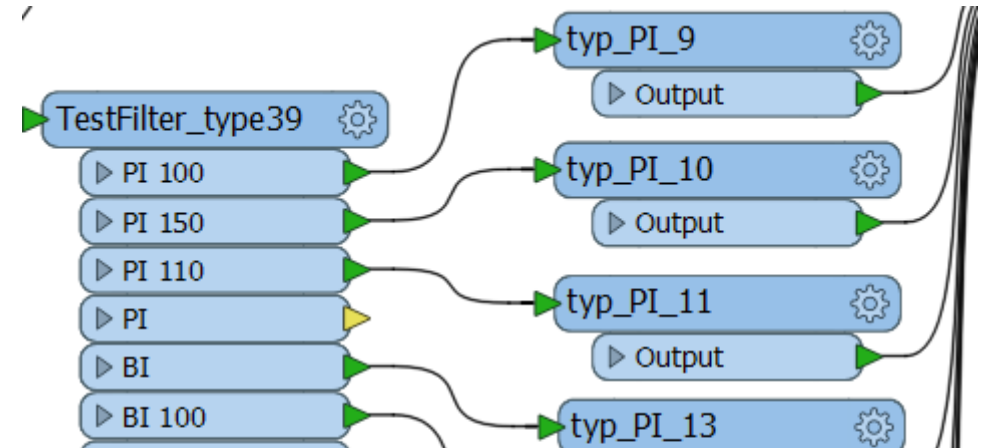 typ_PI_9
Output
TestFilter_type39
PI 100
typ_PI_10
PI 150
Output
PI 110
typ_PI_11
PI
Output
BI
BI 100
typ_PI_13